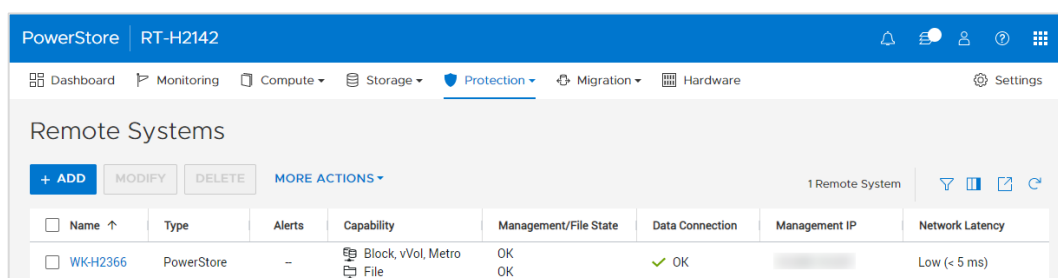 PowerStore RT-H2142
Dashboard Monitoring Compute Storage Protection Migration Hardware Settings
Remote Systems
+ ADD MODIFY DELETE MORE ACTIONS 1 Remote System
Name ↑ Type Alerts Capability Management/File State Data Connection Management IP Network Latency
WK-H2366 PowerStore -- Block, vVol, Metro OK OK Low (< 5 ms)
File OK